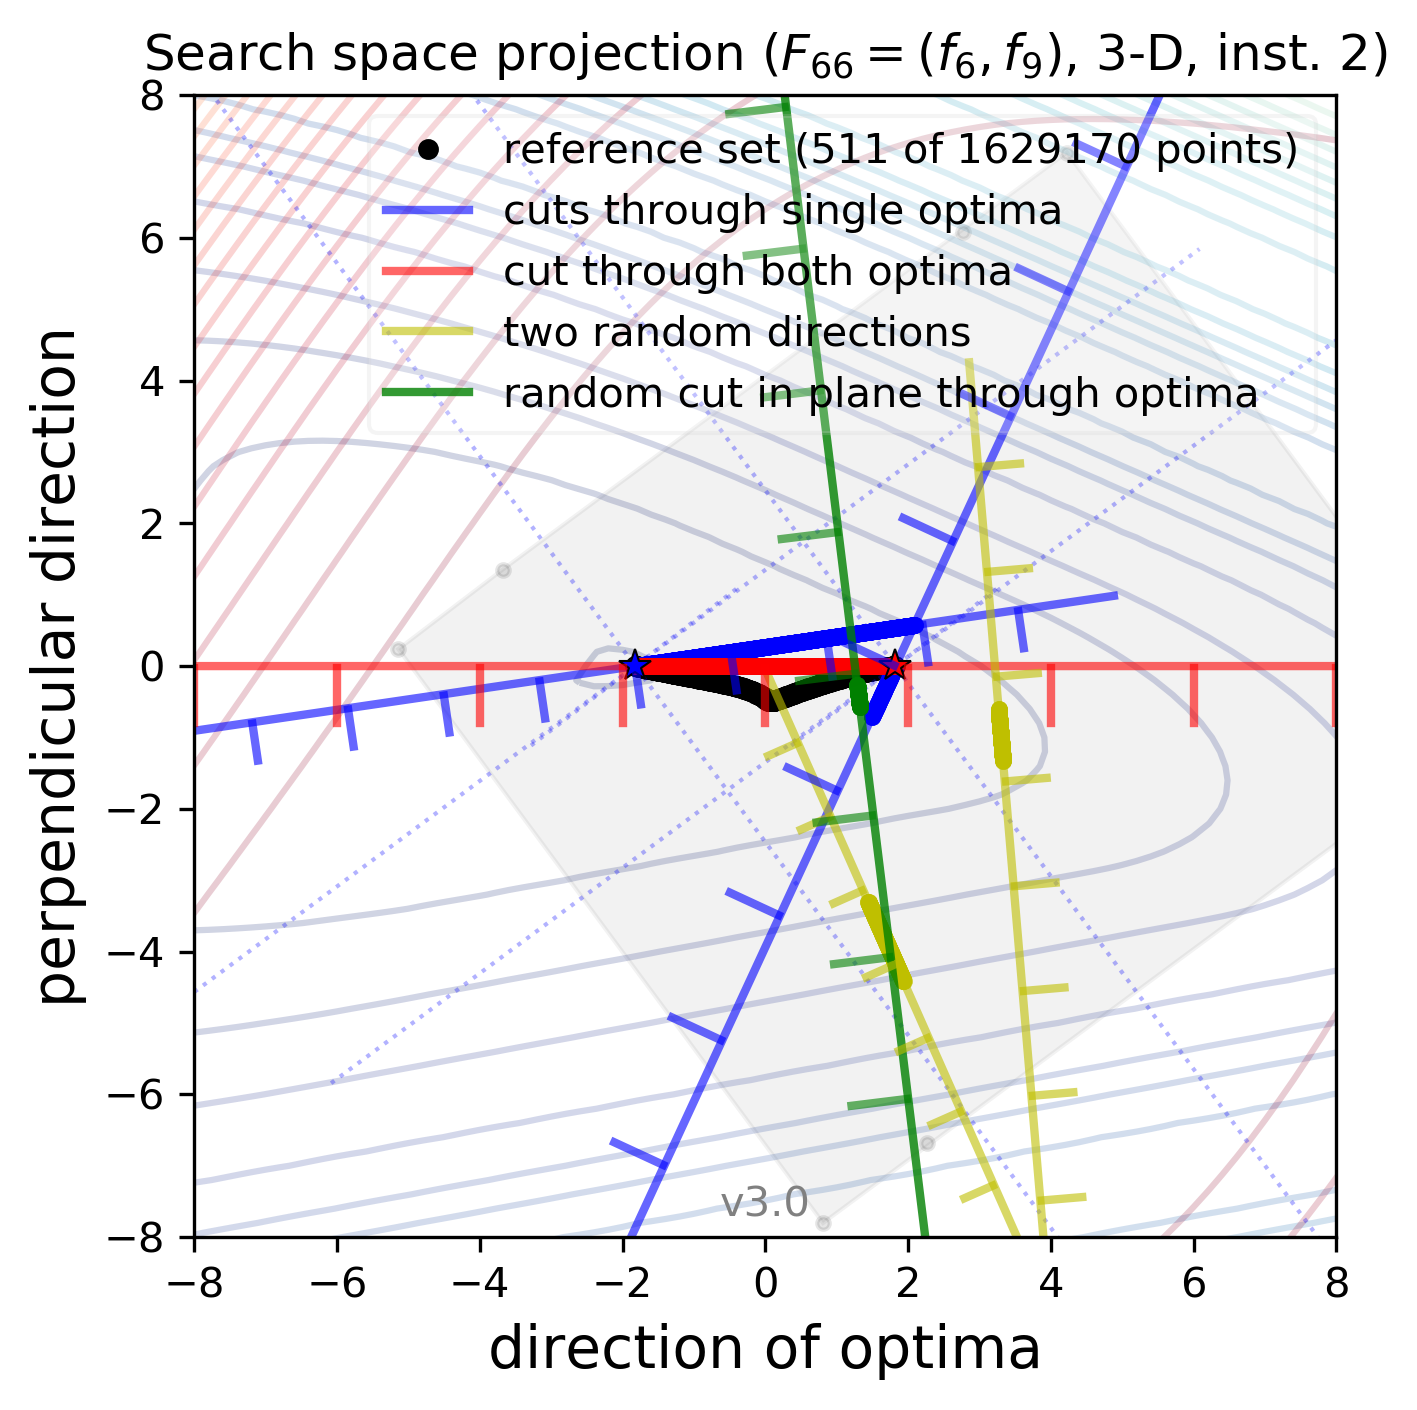 Search space projection (F₆₆ = (f₆, f₉), 3-D, inst. 2)
8
6
4
2
0
−2
−4
−6
−8
perpendicular direction
reference set (511 of 1629170 points)
cuts through single optima
cut through both optima
two random directions
random cut in plane through optima
v3.0
−8 −6 −4 −2 0 2 4 6 8
direction of optima